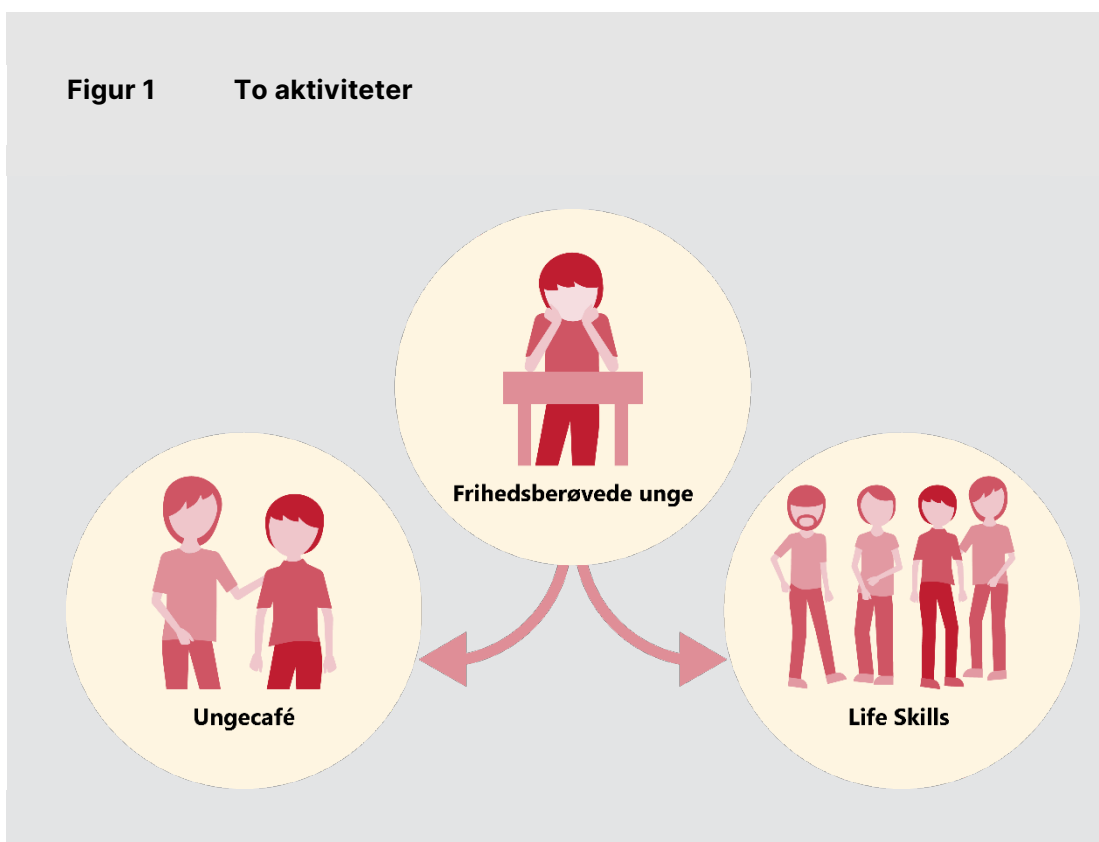 Figur 1 To aktiviteter
Frihedsberøvede unge
Ungecafé
Life Skills